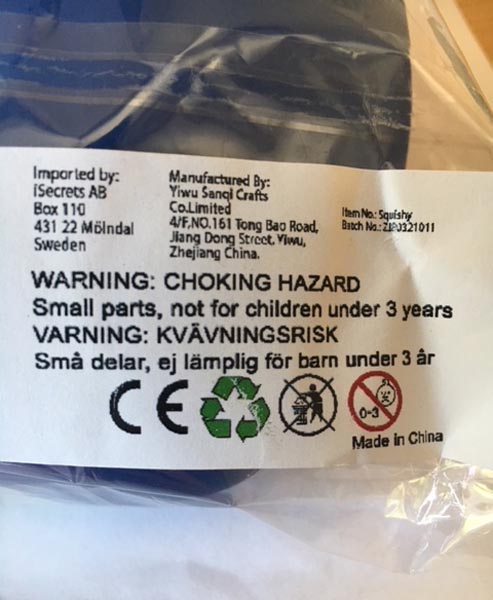 Imported by:
iSecrets AB
Box 110
431 22 Mölndal
Sweden
Manufactured By:
Yiwu Sanqi Crafts
Co.Limited
4/F,NO.161 Tong Bao Road,
Jiang Dong Street, Yiwu,
Zhejiang China.
Item No.: Squishy
Batch No.:
WARNING: CHOKING HAZARD
Small parts, not for children under 3 years
VARNING: KVÄVNINGSRISK
Små delar, ej lämplig för barn under 3 år
CE
0-3
Made in China